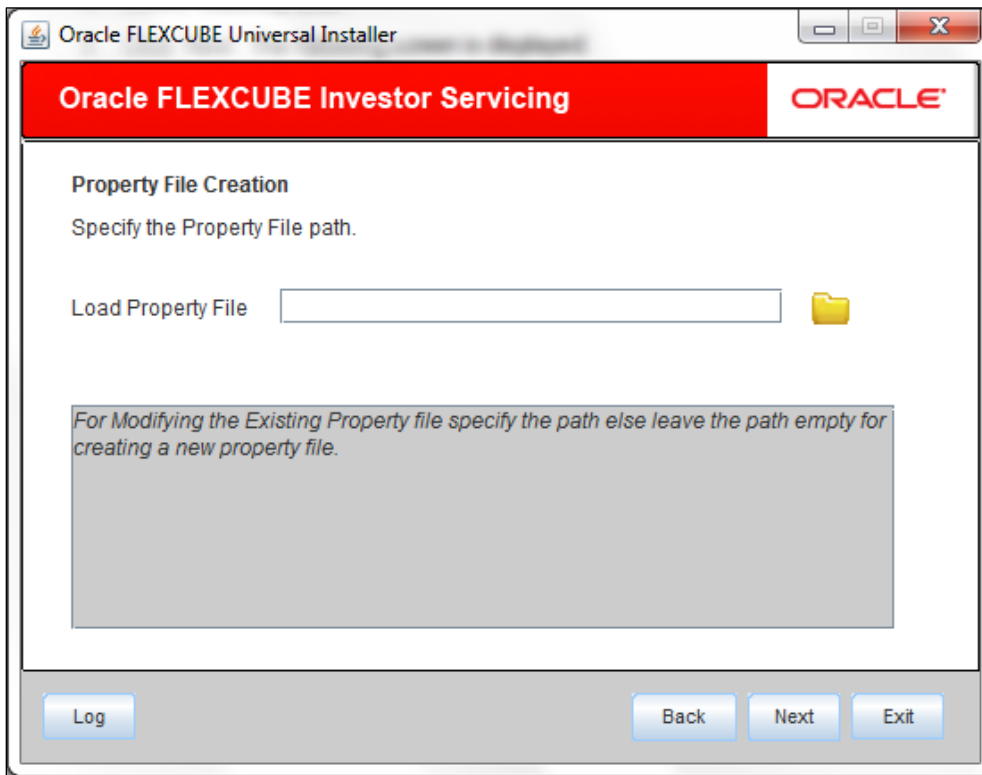 Oracle FLEXCUBE Universal Installer
Oracle FLEXCUBE Investor Servicing
ORACLE
Property File Creation
Specify the Property File path.
Load Property File
For Modifying the Existing Property file specify the path else leave the path empty for
creating a new property file.
Log
Back
Next
Exit